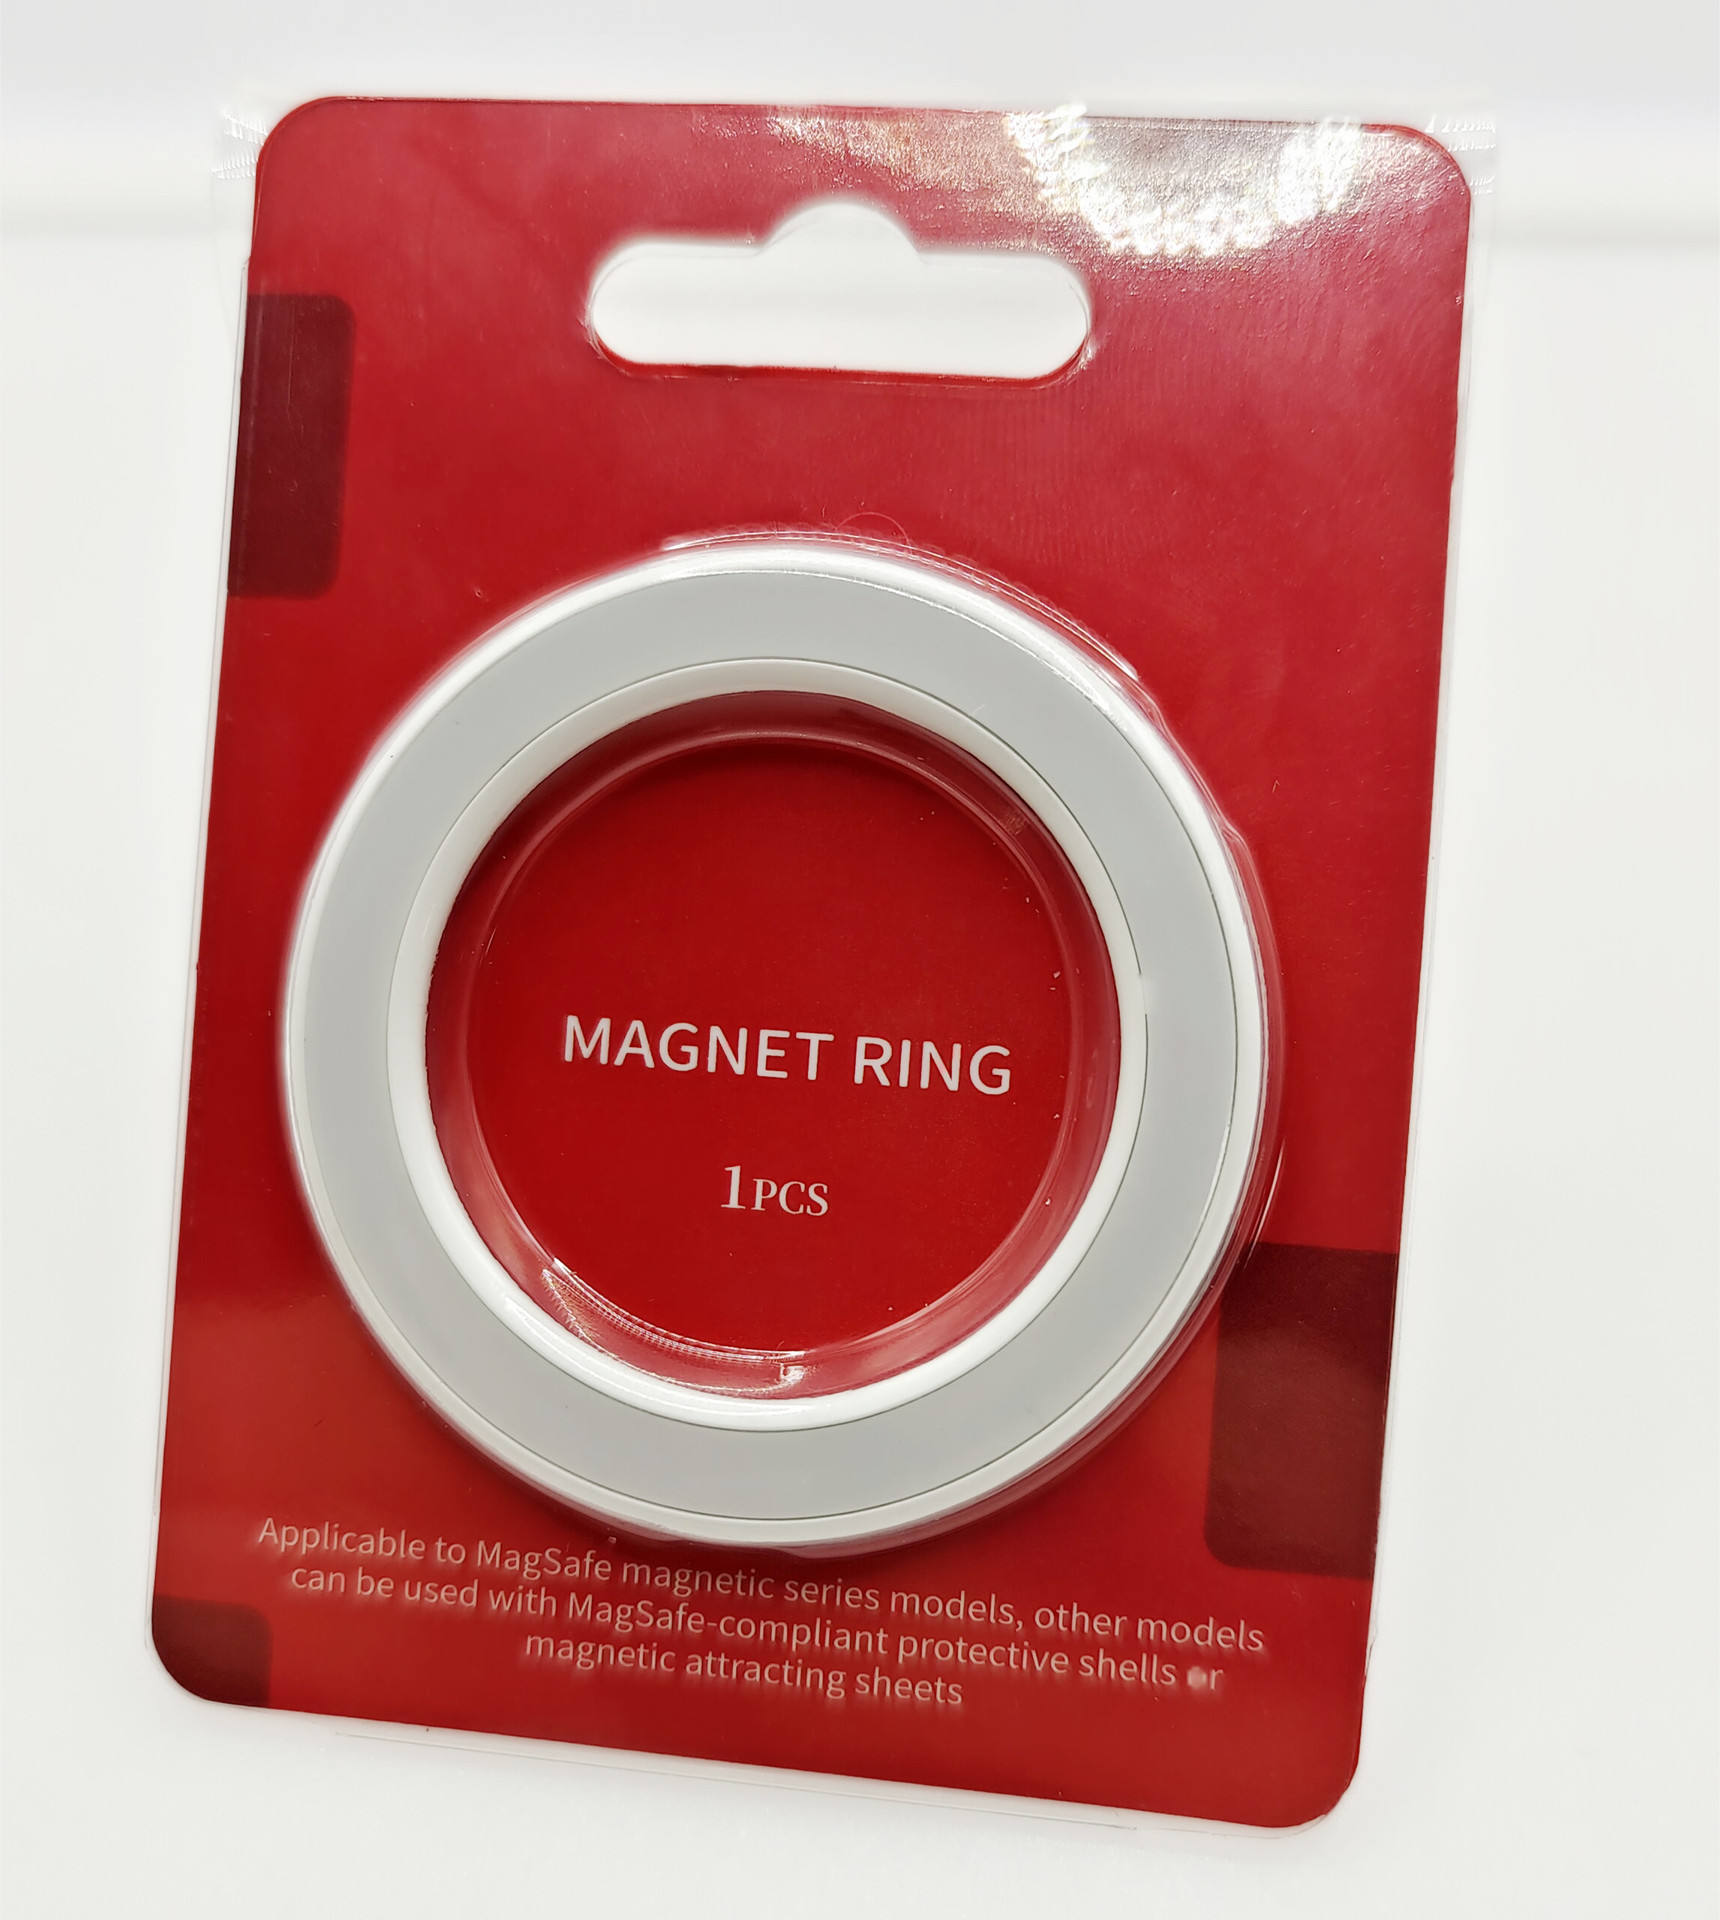 MAGNET RING
1PCS
Applicable to MagSafe magnetic series models, other models
can be used with MagSafe-compliant protective shells or
magnetic attracting sheets